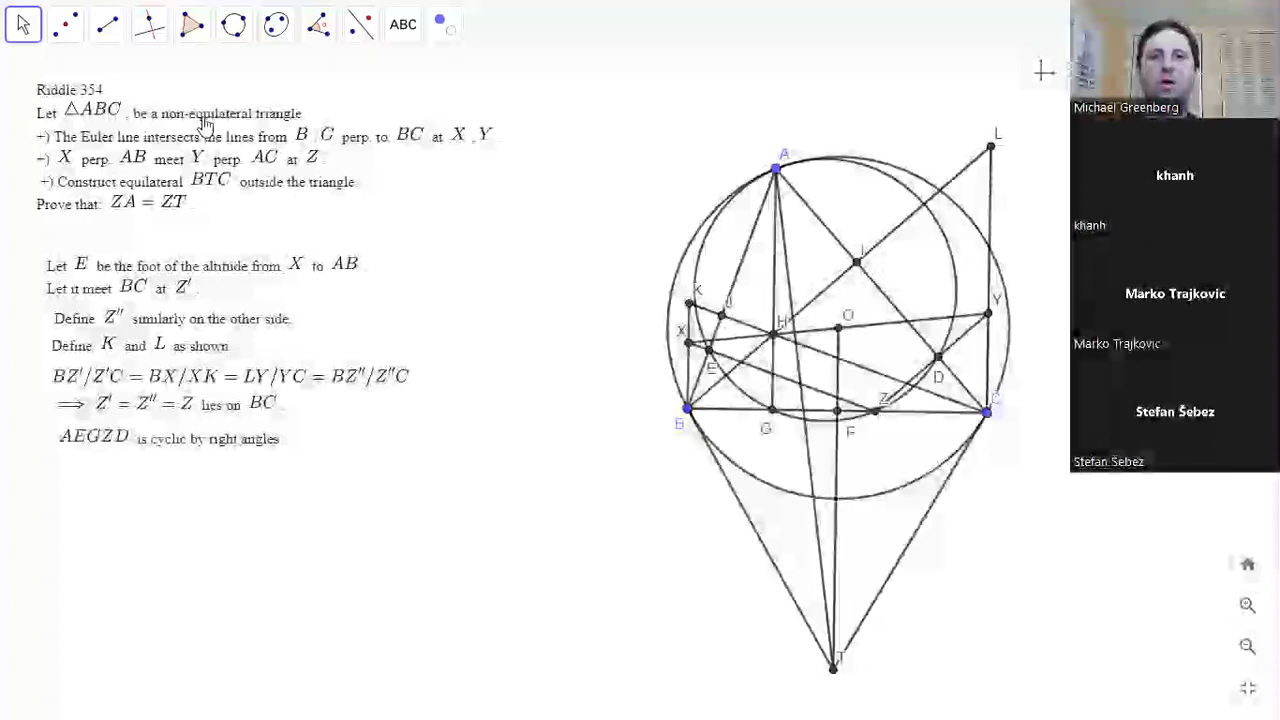 ABC
Riddle 354
Let △ABC , be a non-equilateral triangle
+) The Euler line intersects the lines from B , C perp. to BC at X , Y
=) X perp. AB meet Y perp. AC at Z
+) Construct equilateral BTC outside the triangle
Prove that: ZA = ZT
Let E be the foot of the altitude from X to AB
Let it meet BC at Z'.
Define Z'' similarly on the other side.
Define K and L as shown
BZ'/Z'C = BX/XK = LY/YC = BZ''/Z''C
⟹ Z' = Z'' = Z lies on BC .
AEGZD is cyclic by right angles
A
L
I
K
J
H
O
Y
X
E
D
Z
B
G
F
C
T
Michael Greenberg
khanh
khanh
Marko Trajkovic
Marko Trajkovic
Stefan Šebez
Stefan Šebez